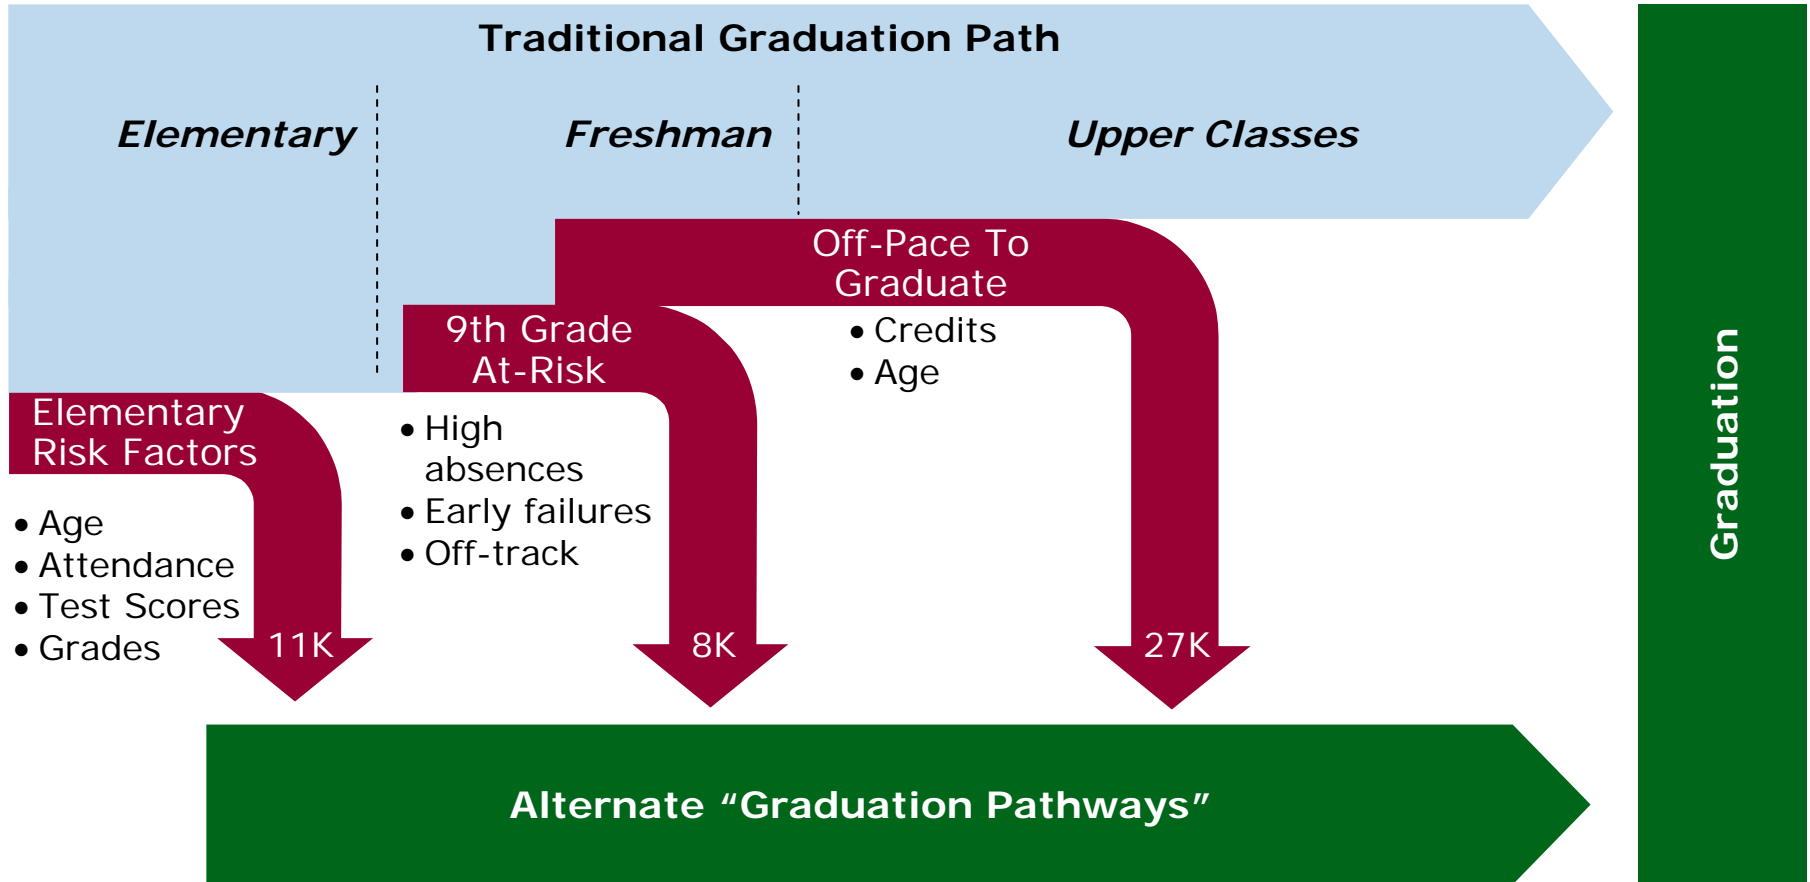 Traditional Graduation Path
Elementary
Freshman
Upper Classes
Off-Pace To
Graduate
• Credits
• Age
9th Grade
At-Risk
• High
absences
• Early failures
• Off-track
Elementary
Risk Factors
• Age
• Attendance
• Test Scores
• Grades
11K
8K
27K
Alternate “Graduation Pathways”
Graduation